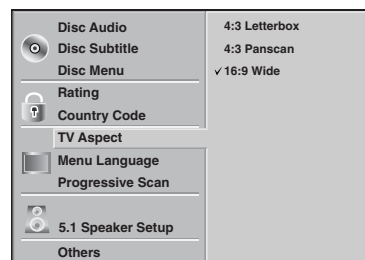 Disc Audio
Disc Subtitle
Disc Menu
Rating
Country Code
TV Aspect
Menu Language
Progressive Scan
5.1 Speaker Setup
Others
4:3 Letterbox
4:3 Panscan
✓ 16:9 Wide